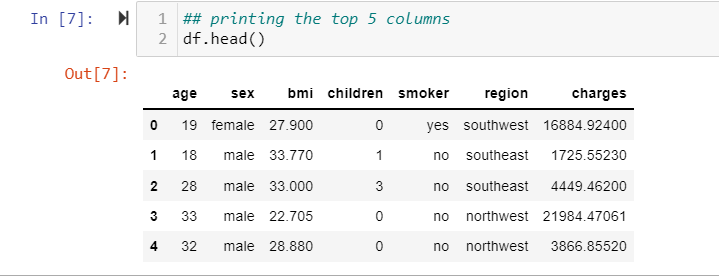 In [7]:
1 ## printing the top 5 columns
2 df.head()
Out[7]:
age sex bmi children smoker region charges
0 19 female 27.900 0 yes southwest 16884.92400
1 18 male 33.770 1 no southeast 1725.55230
2 28 male 33.000 3 no southeast 4449.46200
3 33 male 22.705 0 no northwest 21984.47061
4 32 male 28.880 0 no northwest 3866.85520